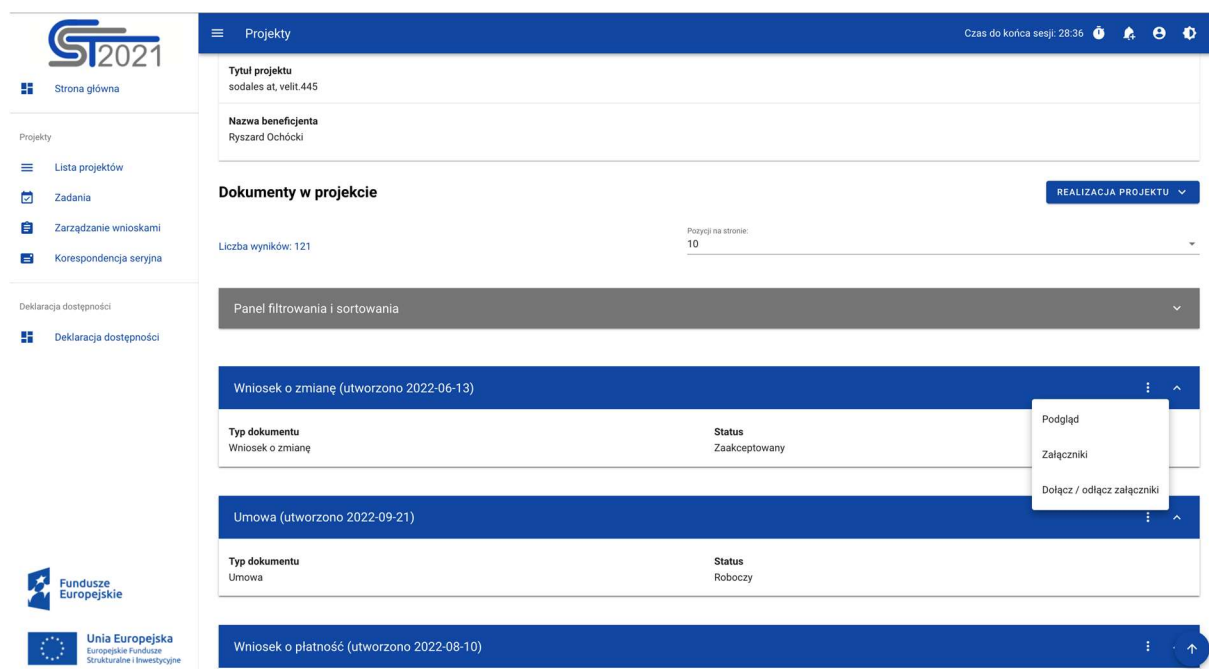 CST2021
Projekty
Czas do końca sesji: 28:36
Strona główna
Projekty
Lista projektów
Zadania
Zarządzanie wnioskami
Korespondencja seryjna
Deklaracja dostępności
Deklaracja dostępności
Fundusze
Europejskie
Unia Europejska
Europejskie Fundusze
Strukturalne i Inwestycyjne
Tytuł projektu
sodales at, velit.445
Nazwa beneficjenta
Ryszard Ochócki
Dokumenty w projekcie
REALIZACJA PROJEKTU
Liczba wyników: 121
Pozycji na stronie:
10
Panel filtrowania i sortowania
Wniosek o zmianę (utworzono 2022-06-13)
Typ dokumentu
Wniosek o zmianę
Status
Zaakceptowany
Podgląd
Załączniki
Dołącz / odłącz załączniki
Umowa (utworzono 2022-09-21)
Typ dokumentu
Umowa
Status
Roboczy
Wniosek o płatność (utworzono 2022-08-10)